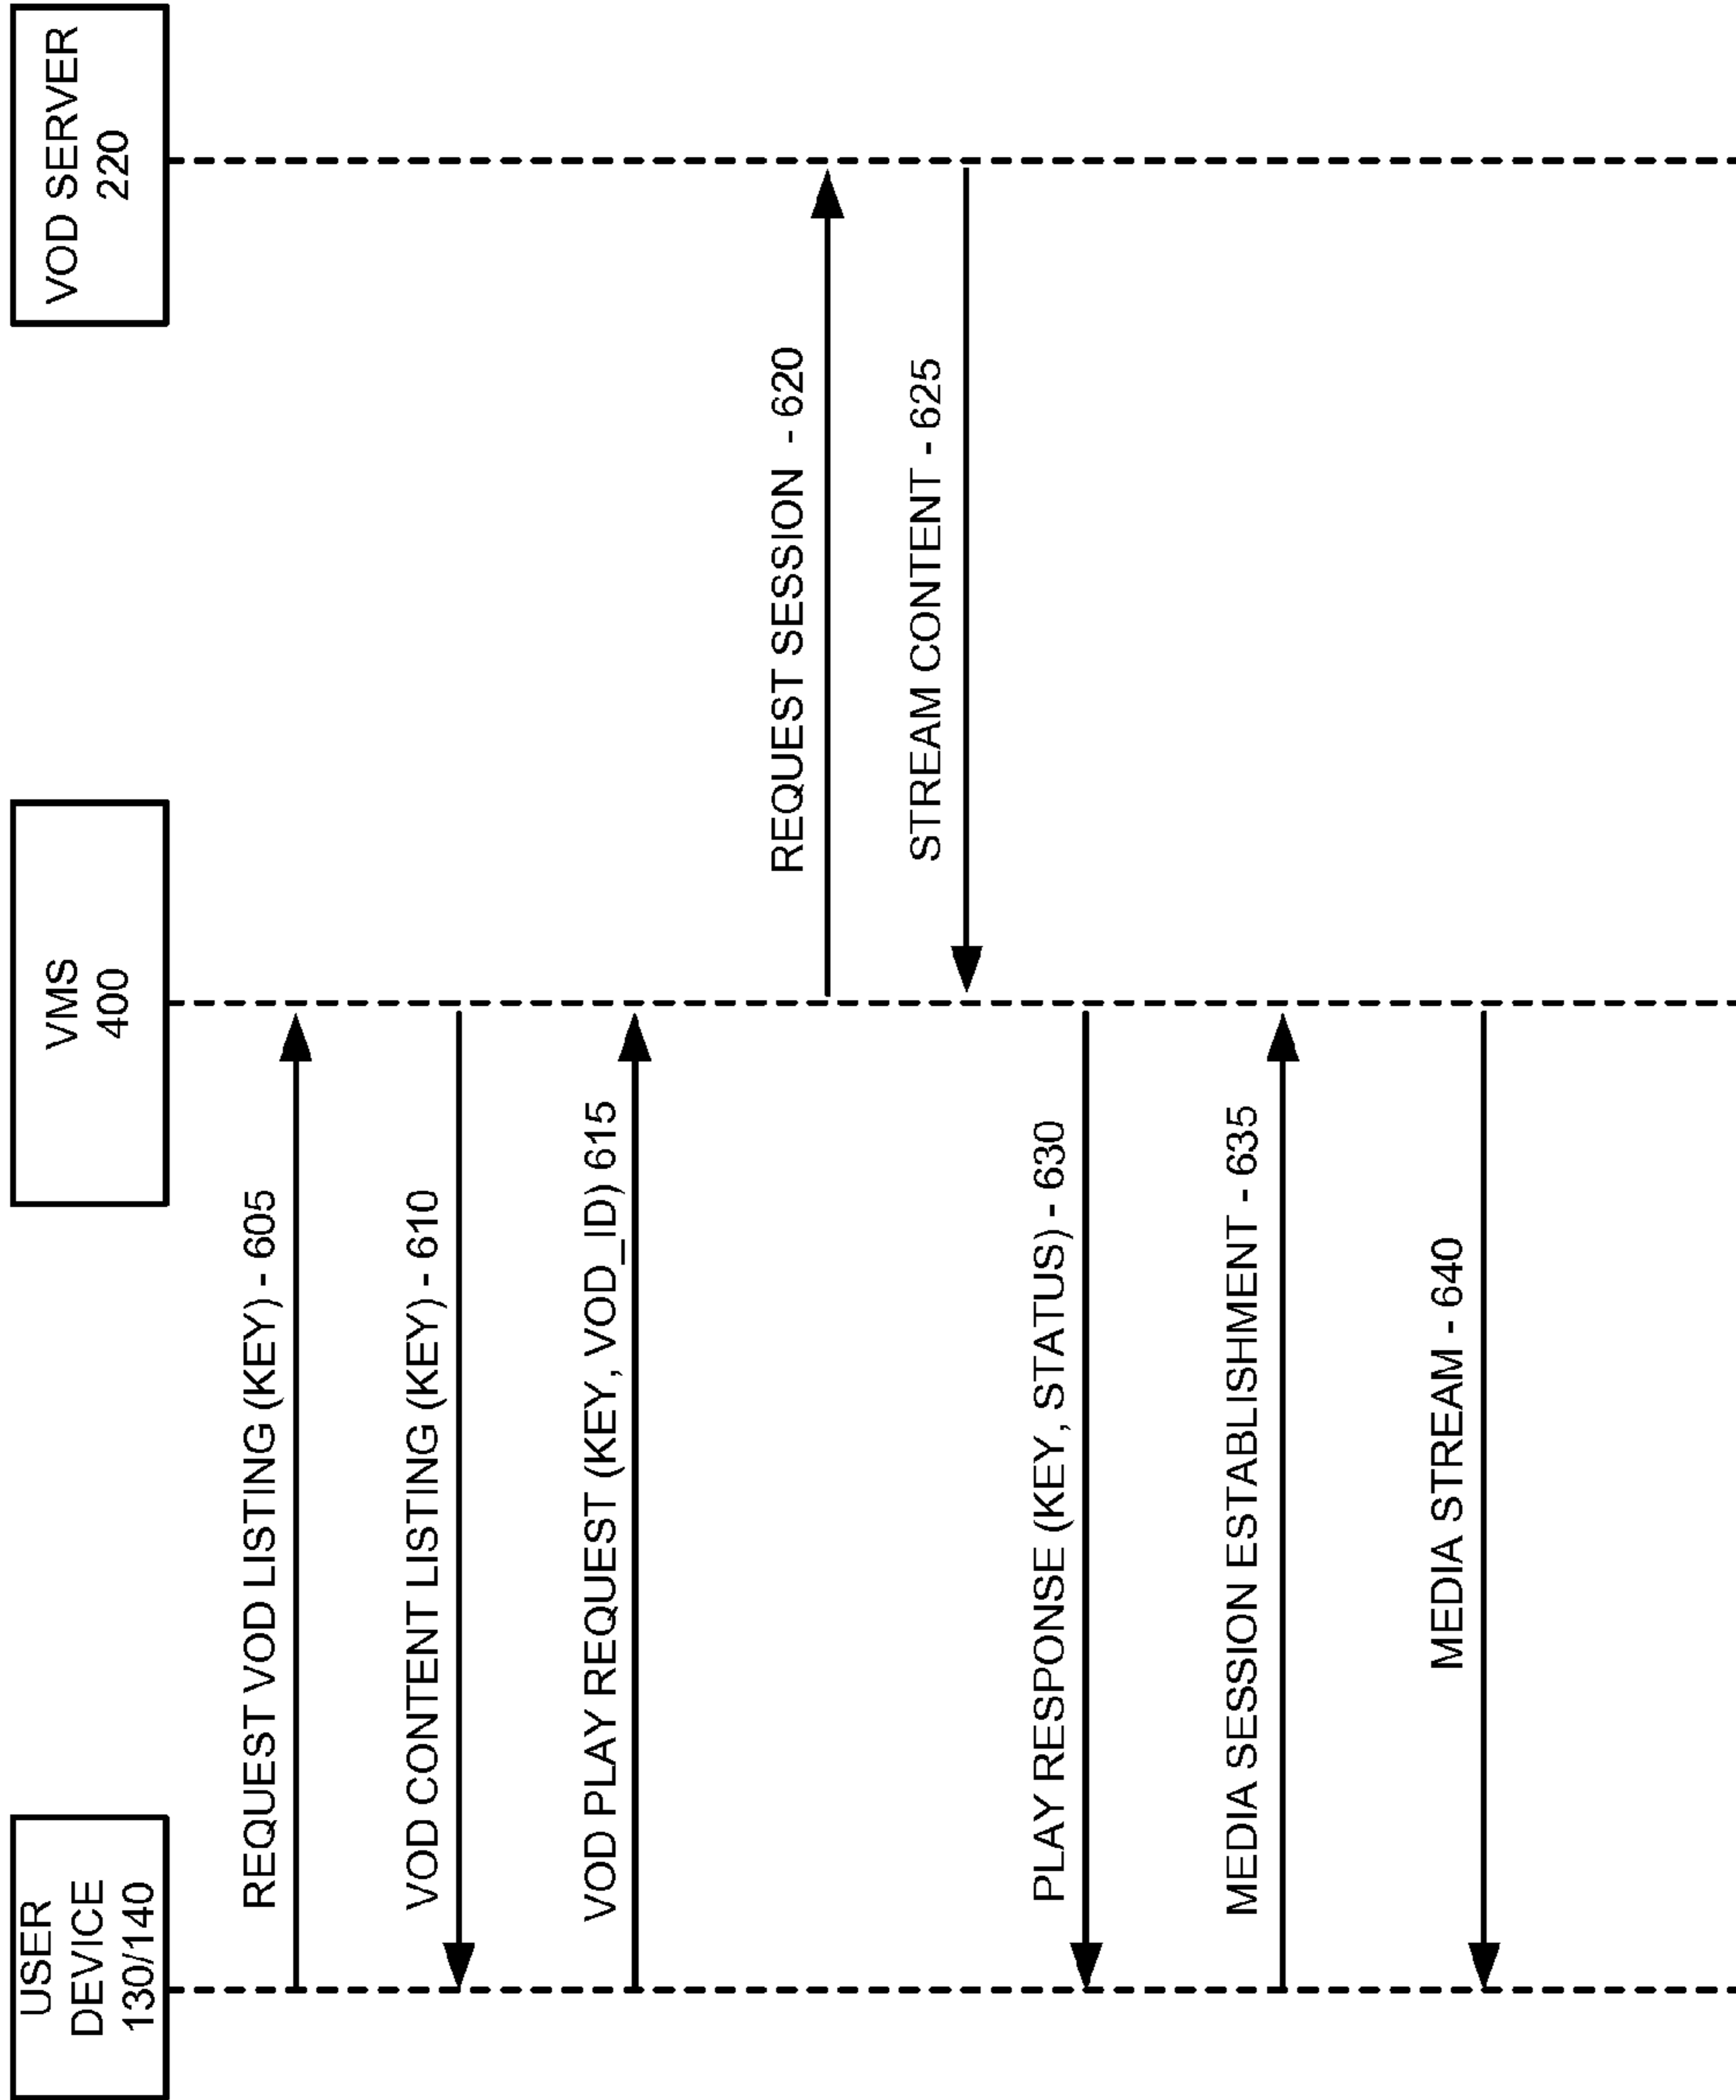 USER
DEVICE
130/140
VMS
400
VOD SERVER
220
REQUEST VOD LISTING (KEY) - 605
VOD CONTENT LISTING (KEY) - 610
VOD PLAY REQUEST (KEY, VOD_ID) 615
REQUEST SESSION - 620
STREAM CONTENT - 625
PLAY RESPONSE (KEY, STATUS) - 630
MEDIA SESSION ESTABLISHMENT - 635
MEDIA STREAM - 640